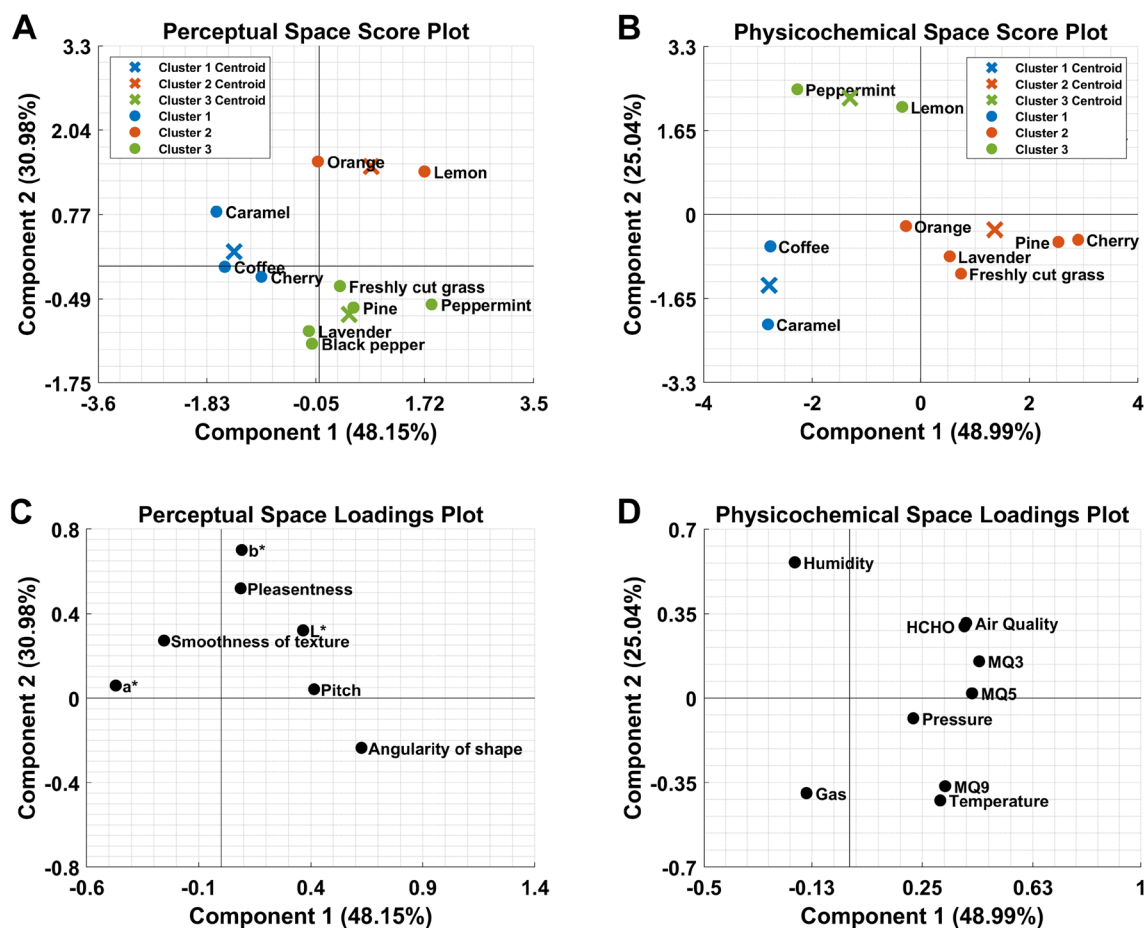 A
Perceptual Space Score Plot
Component 2 (30.98%)
3.3
2.04
0.77
-0.49
-1.75
Cluster 1 Centroid
Cluster 2 Centroid
Cluster 3 Centroid
Cluster 1
Cluster 2
Cluster 3
Orange
Lemon
Caramel
Coffee
Cherry
Freshly cut grass
Pine
Peppermint
Lavender
Black pepper
-3.6 -1.83 -0.05 1.72 3.5
Component 1 (48.15%)
B
Physicochemical Space Score Plot
Component 2 (25.04%)
3.3
1.65
0
-1.65
-3.3
Cluster 1 Centroid
Cluster 2 Centroid
Cluster 3 Centroid
Cluster 1
Cluster 2
Cluster 3
Peppermint
Lemon
Orange
Coffee
Pine
Cherry
Lavender
Freshly cut grass
Caramel
-4 -2 0 2 4
Component 1 (48.99%)
C
Perceptual Space Loadings Plot
Component 2 (30.98%)
0.8
0.4
0
-0.4
-0.8
b*
Pleasentness
L*
Smoothness of texture
a*
Pitch
Angularity of shape
-0.6 -0.1 0.4 0.9 1.4
Component 1 (48.15%)
D
Physicochemical Space Loadings Plot
Component 2 (25.04%)
0.7
0.35
0
-0.35
-0.7
Humidity
HCHO
Air Quality
MQ3
MQ5
Pressure
Gas
MQ9
Temperature
-0.5 -0.13 0.25 0.63 1
Component 1 (48.99%)